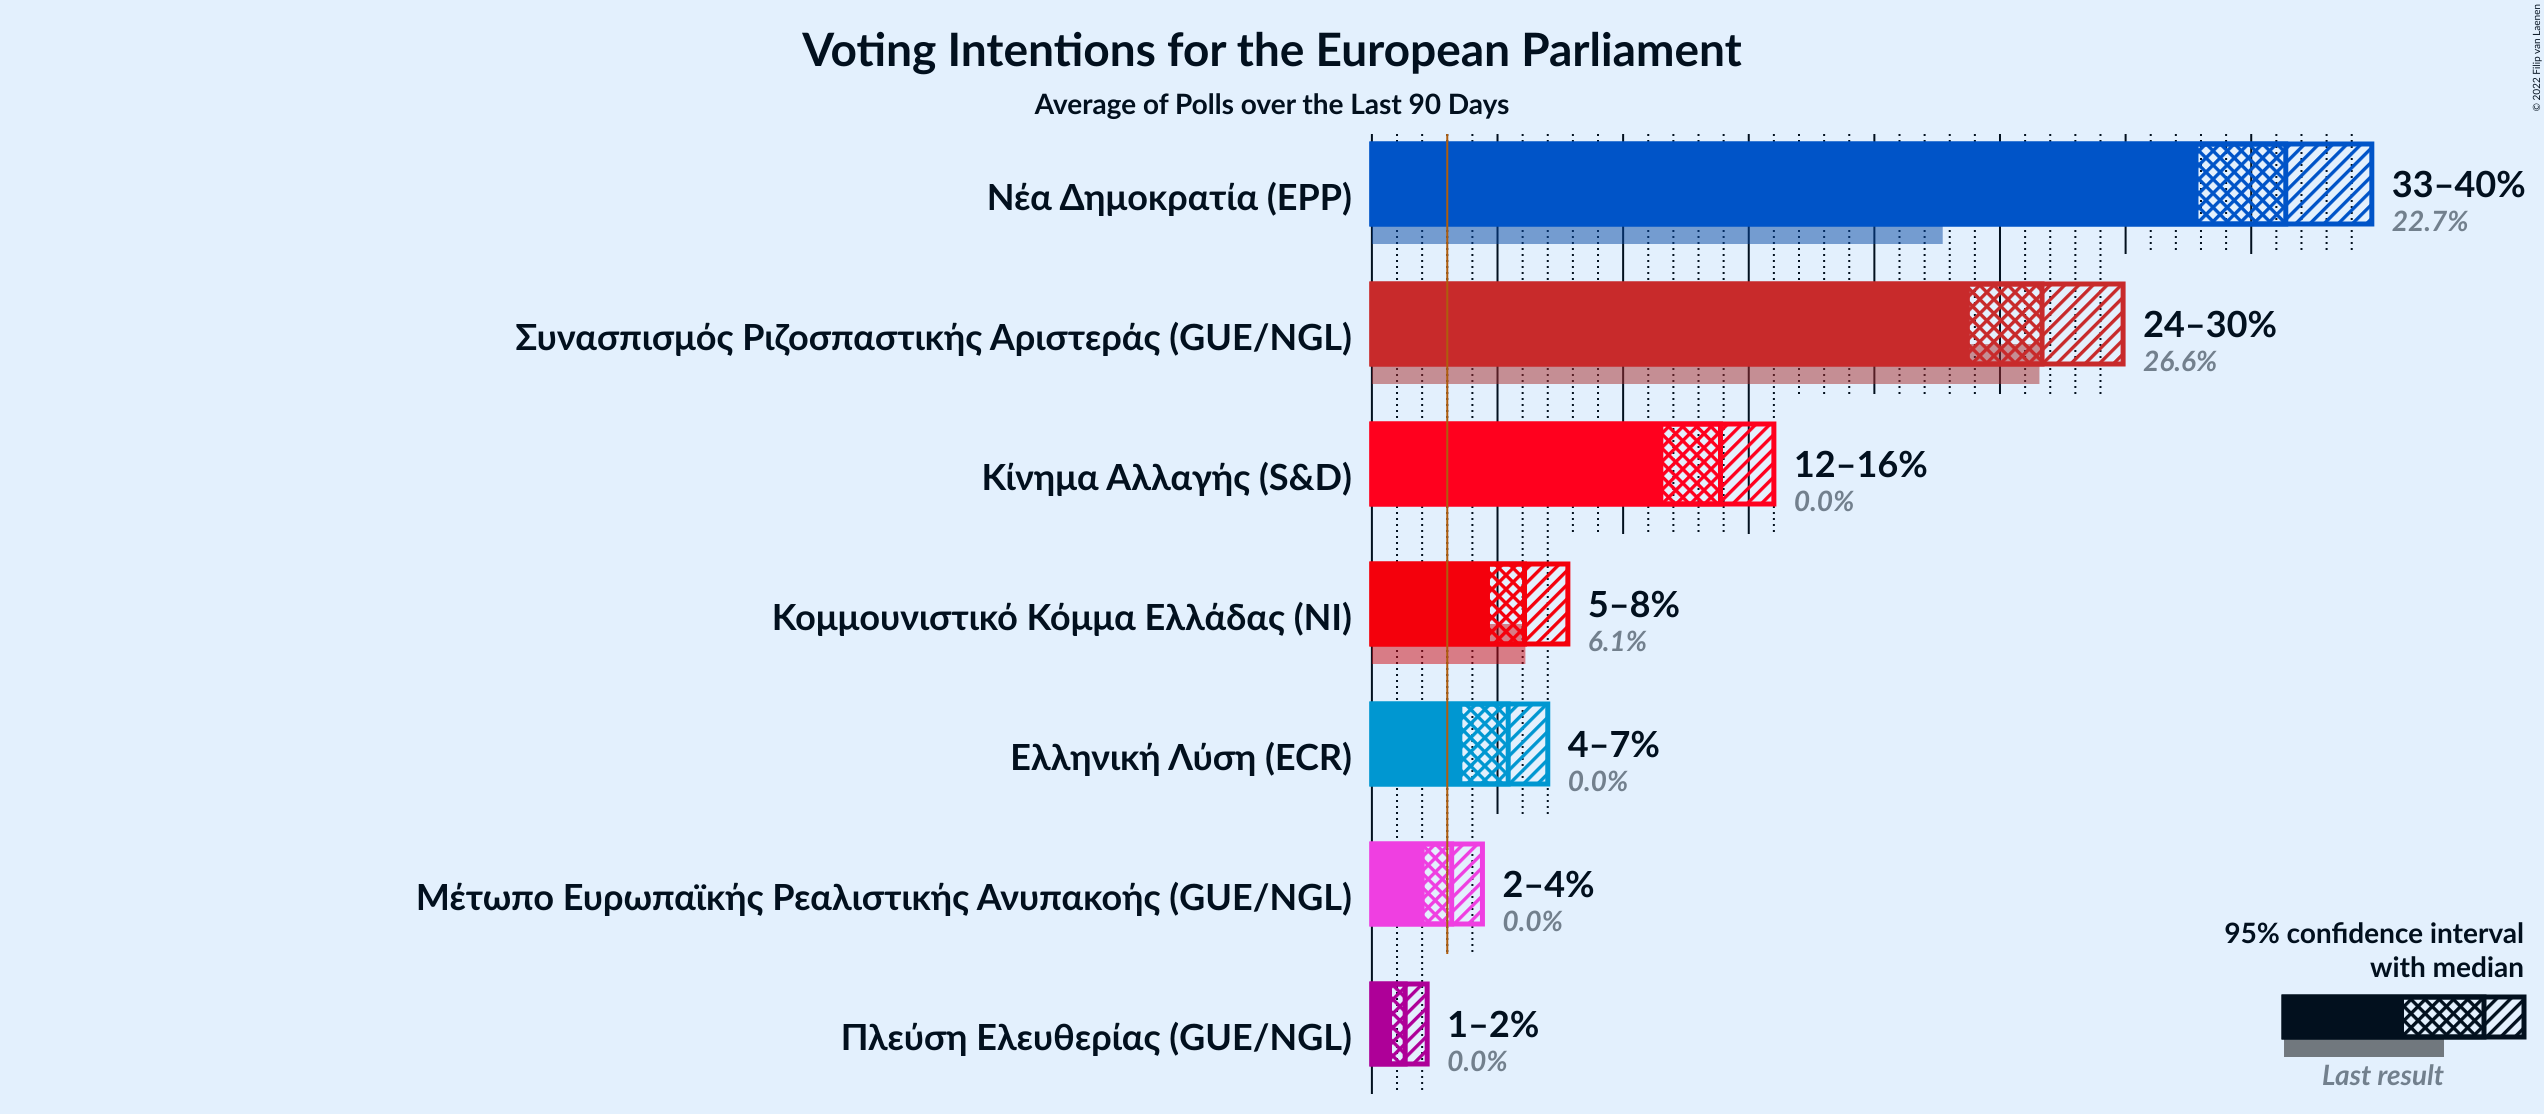 Voting Intentions for the European Parliament
Average of Polls over the Last 90 Days
© 2022 Filip van Laenen
Νέα Δημοκρατία (EPP)
33–40%
22.7%
Συνασπισμός Ριζοσπαστικής Αριστεράς (GUE/NGL)
24–30%
26.6%
Κίνημα Αλλαγής (S&D)
12–16%
0.0%
Κομμουνιστικό Κόμμα Ελλάδας (NI)
5–8%
6.1%
Ελληνική Λύση (ECR)
4–7%
0.0%
Μέτωπο Ευρωπαϊκής Ρεαλιστικής Ανυπακοής (GUE/NGL)
2–4%
0.0%
Πλεύση Ελευθερίας (GUE/NGL)
1–2%
0.0%
95% confidence interval
with median
Last result